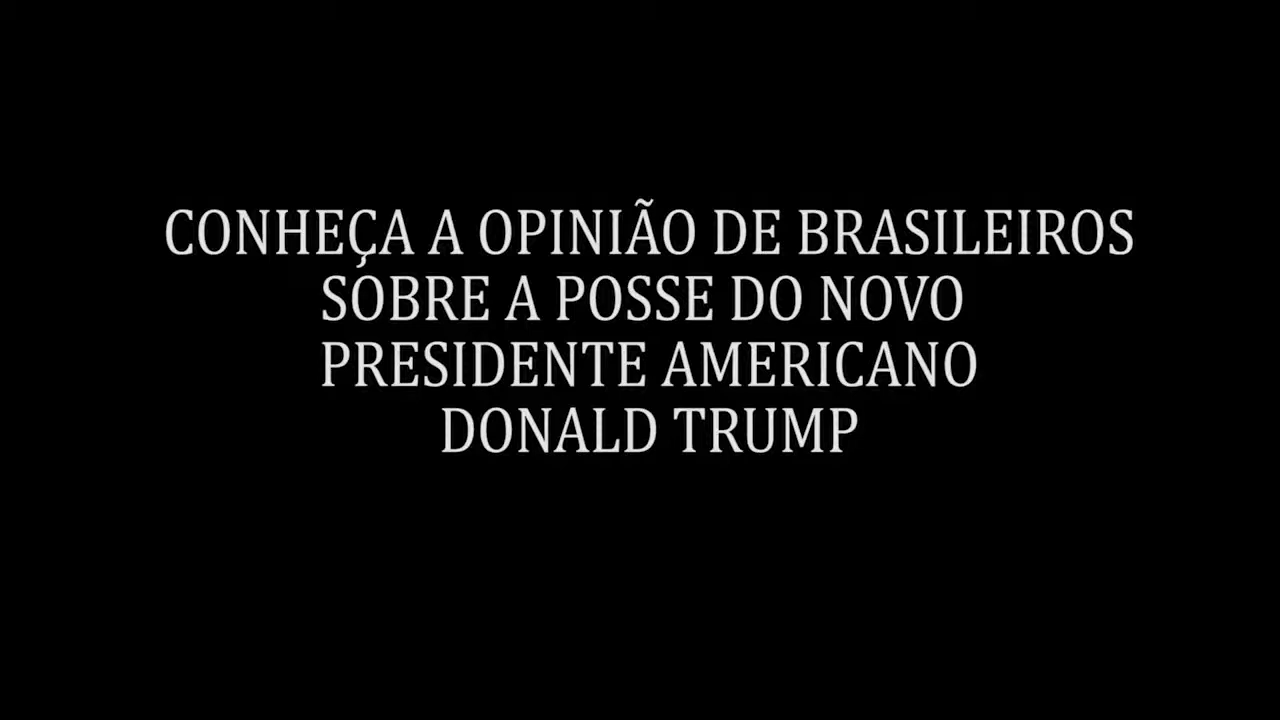 CONHEÇA A OPINIÃO DE BRASILEIROS
SOBRE A POSSE DO NOVO
PRESIDENTE AMERICANO
DONALD TRUMP